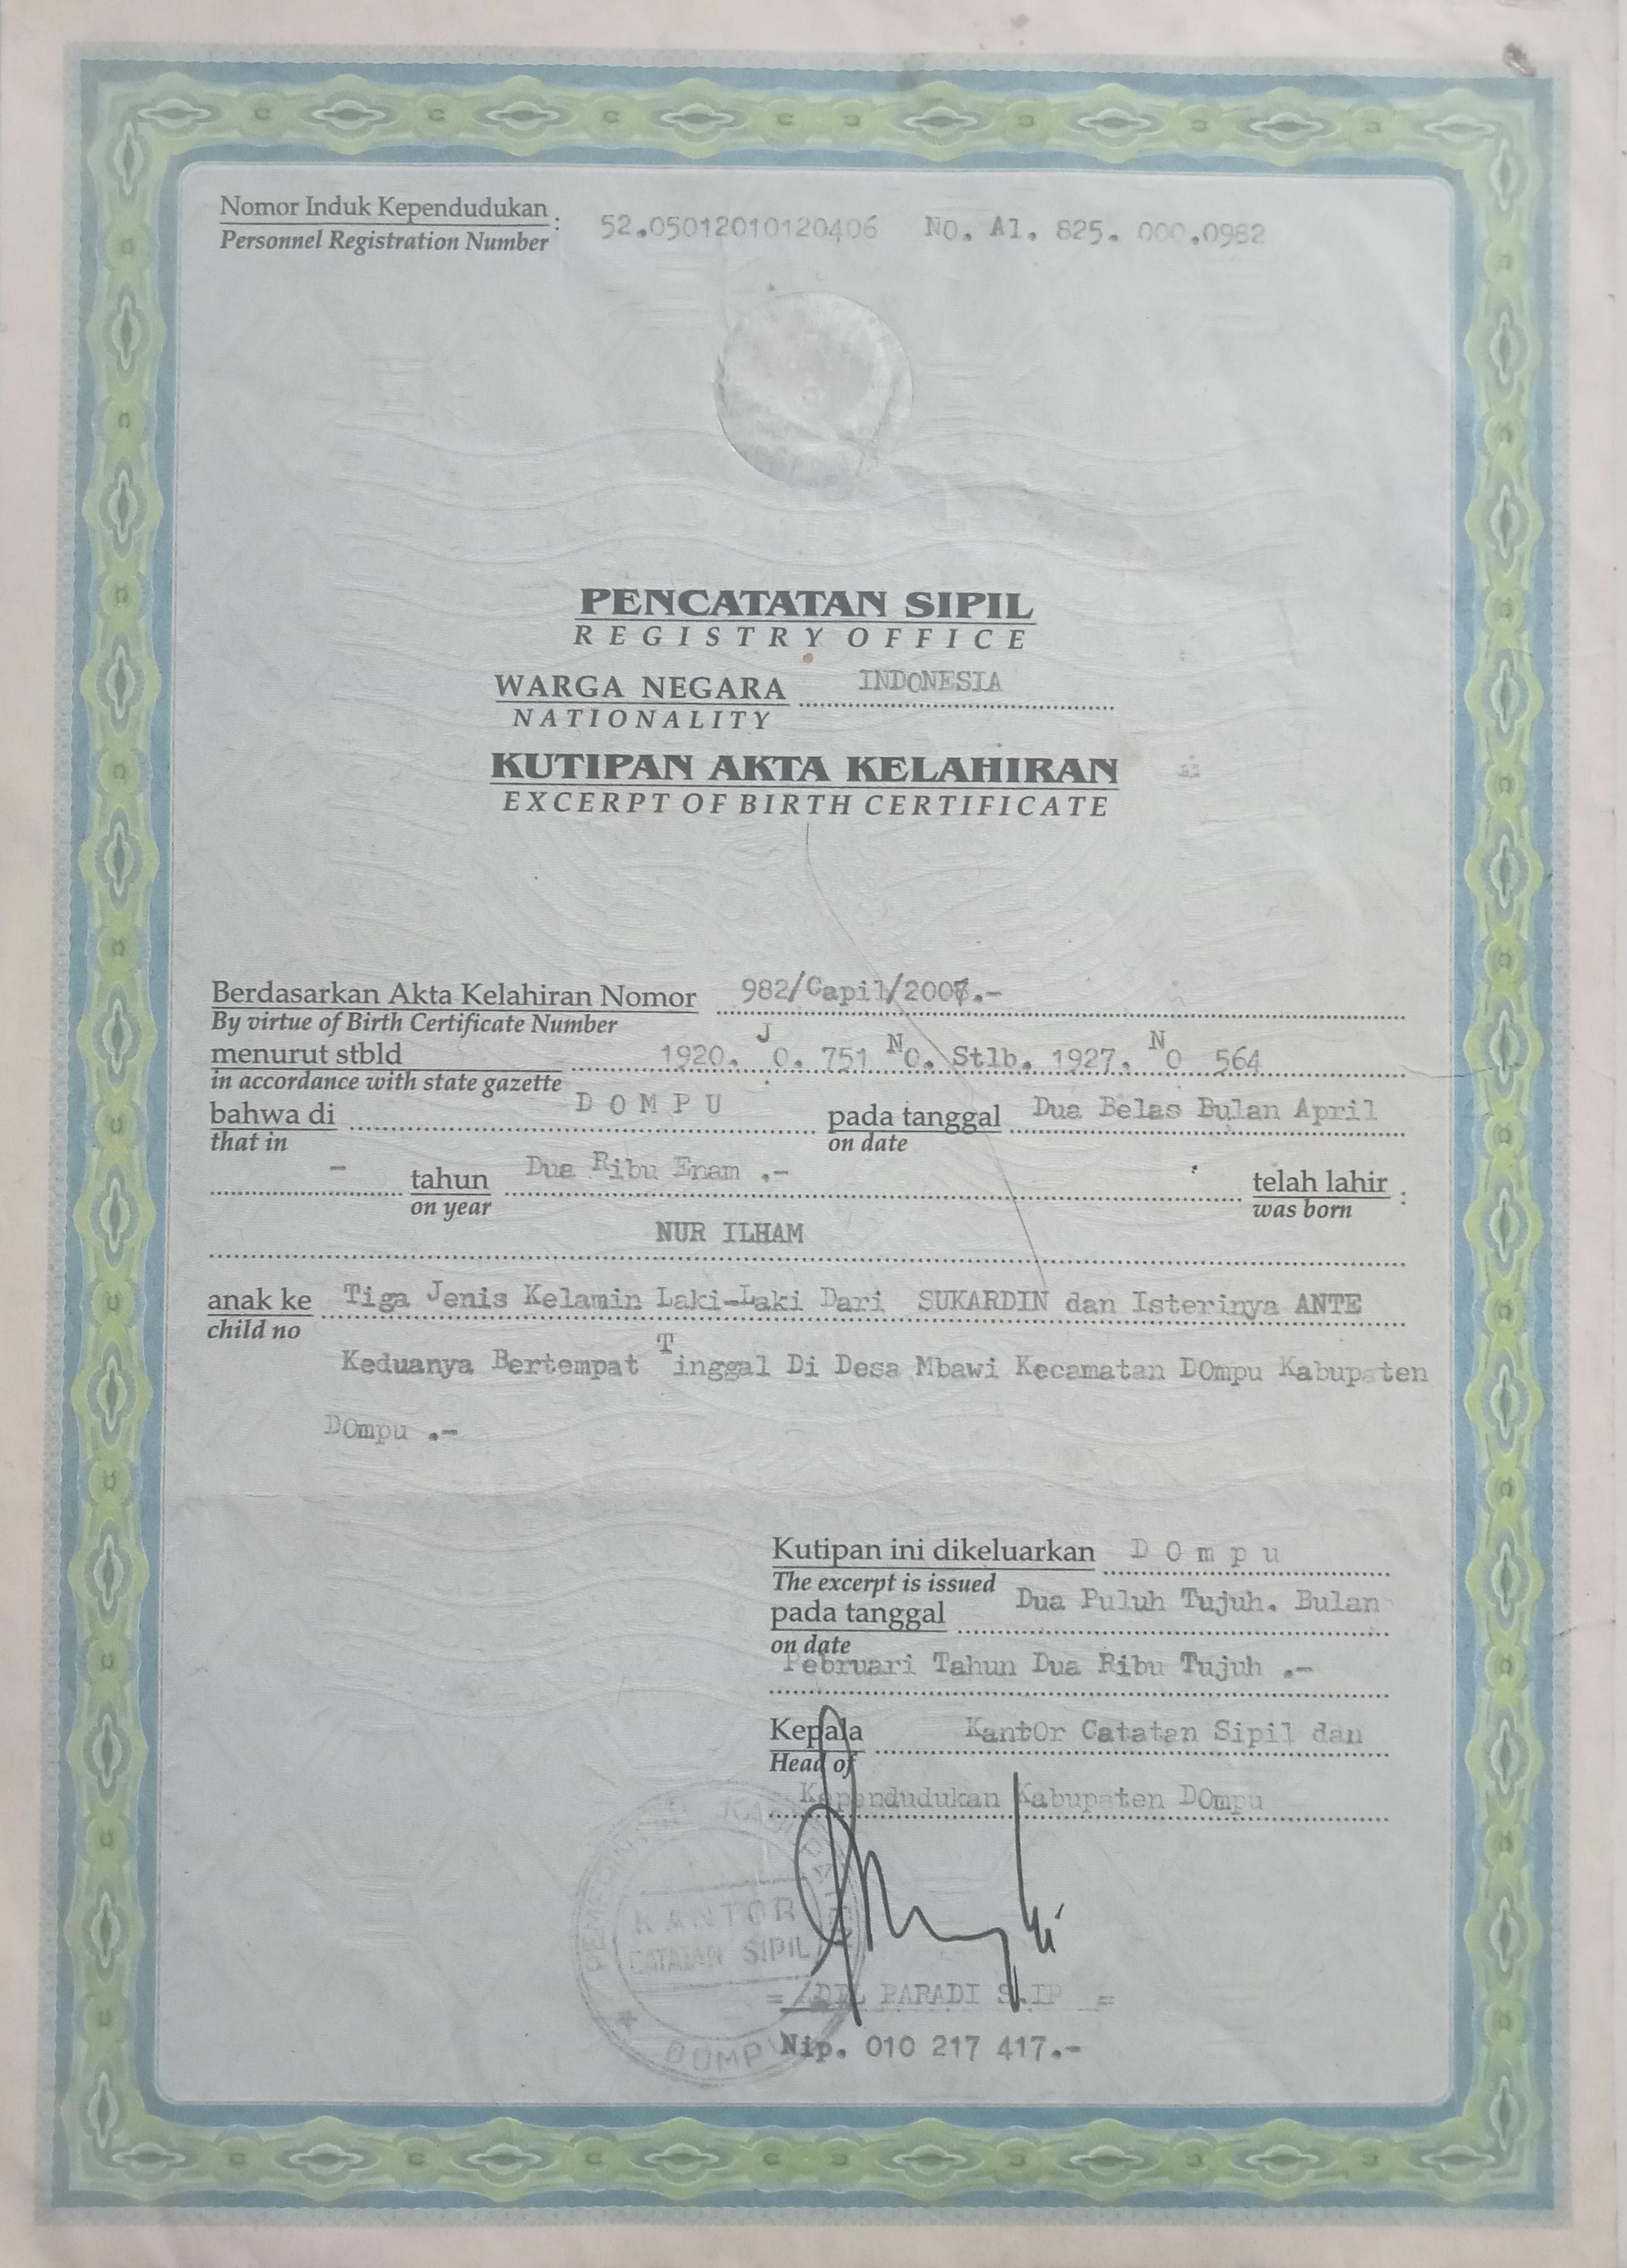 Nomor Induk Kependudukan : 52.05012010120406 NO. Al. 825. 000.0982
Personnel Registration Number
PENCATATAN SIPIL
REGISTRY OFFICE
WARGA NEGARA INDONESIA
NATIONALITY
KUTIPAN AKTA KELAHIRAN
EXCERPT OF BIRTH CERTIFICATE
Berdasarkan Akta Kelahiran Nomor 982/Capil/2007.-
By virtue of Birth Certificate Number
menurut stbld 1920. JO. 751 NO. Stlb. 1927. NO 564
in accordance with state gazette
bahwa di DOMPU pada tanggal Dua Belas Bulan April
that in on date
- tahun Dua Ribu Enam .- telah lahir :
on year was born
NUR ILHAM
anak ke Tiga Jenis Kelamin Laki-Laki Dari SUKARDIN dan Isterinya ANTE
child no
Keduanya Bertempat Tinggal Di Desa Mbawi Kecamatan DOmpu Kabupaten
DOmpu .-
Kutipan ini dikeluarkan DOmpu
The excerpt is issued
pada tanggal Dua Puluh Tujuh. Bulan
on date
Pebruari Tahun Dua Ribu Tujuh .-
Kepala KantOr Catatan Sipil dan
Head of
Kependudukan Kabupaten DOmpu
KANTOR
CATATAN SIPIL
DOMPU
= PARADI S.IP =
Nip. 010 217 417.-